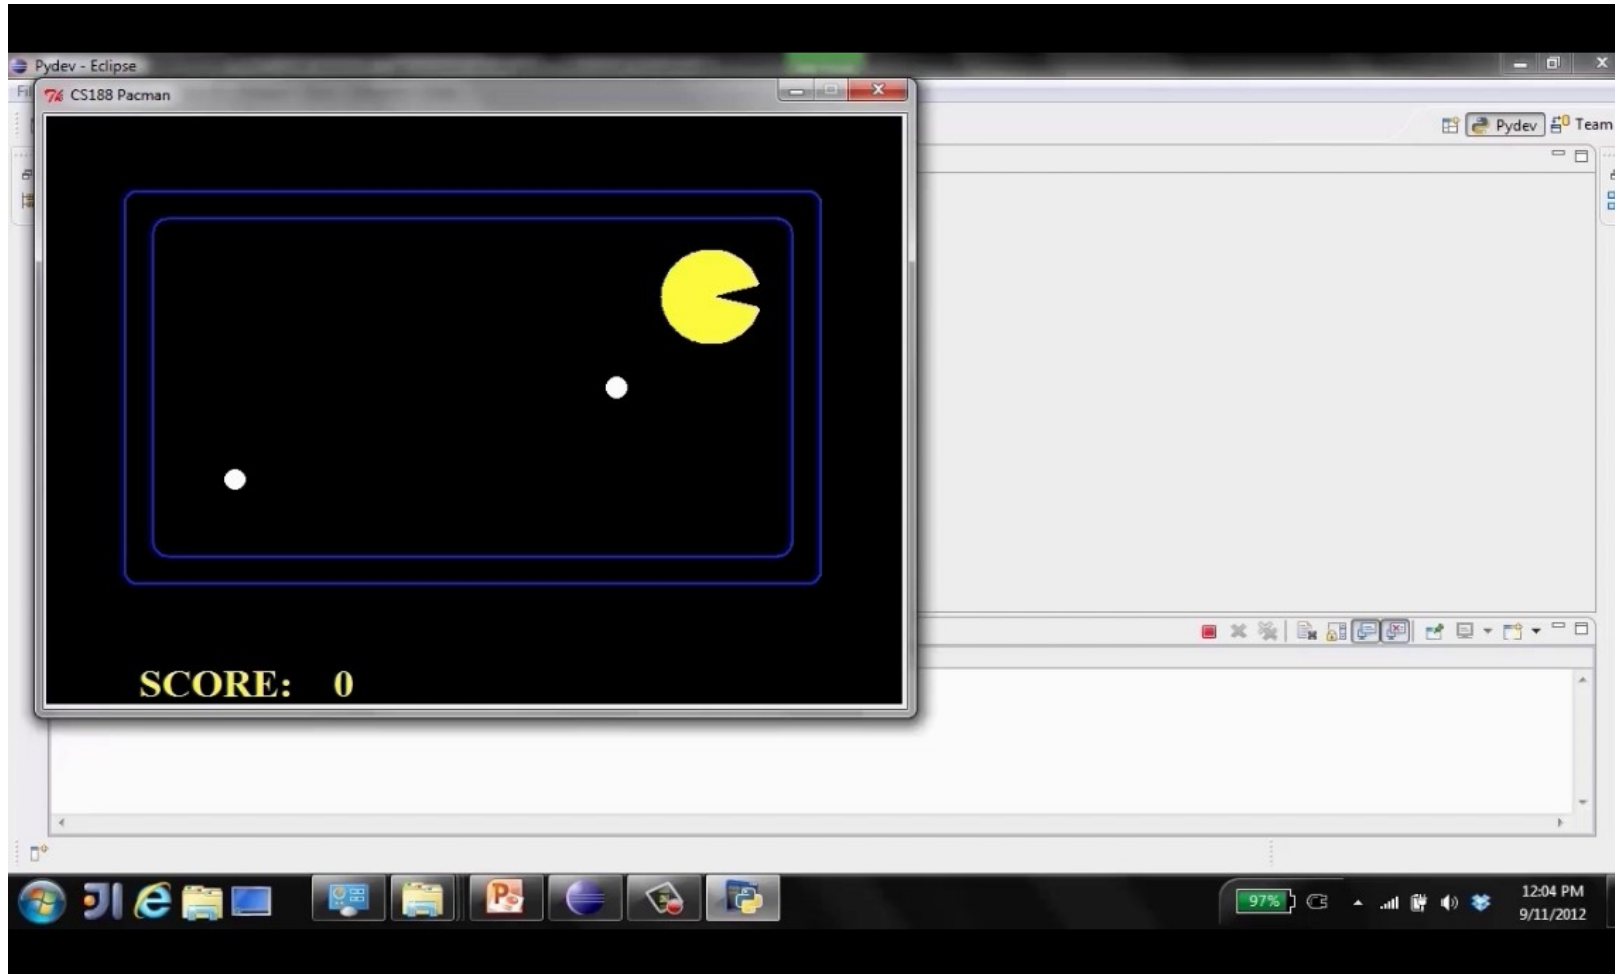 Pydev - Eclipse
CS188 Pacman
Pydev
Team
SCORE: 0
97%
12:04 PM
9/11/2012